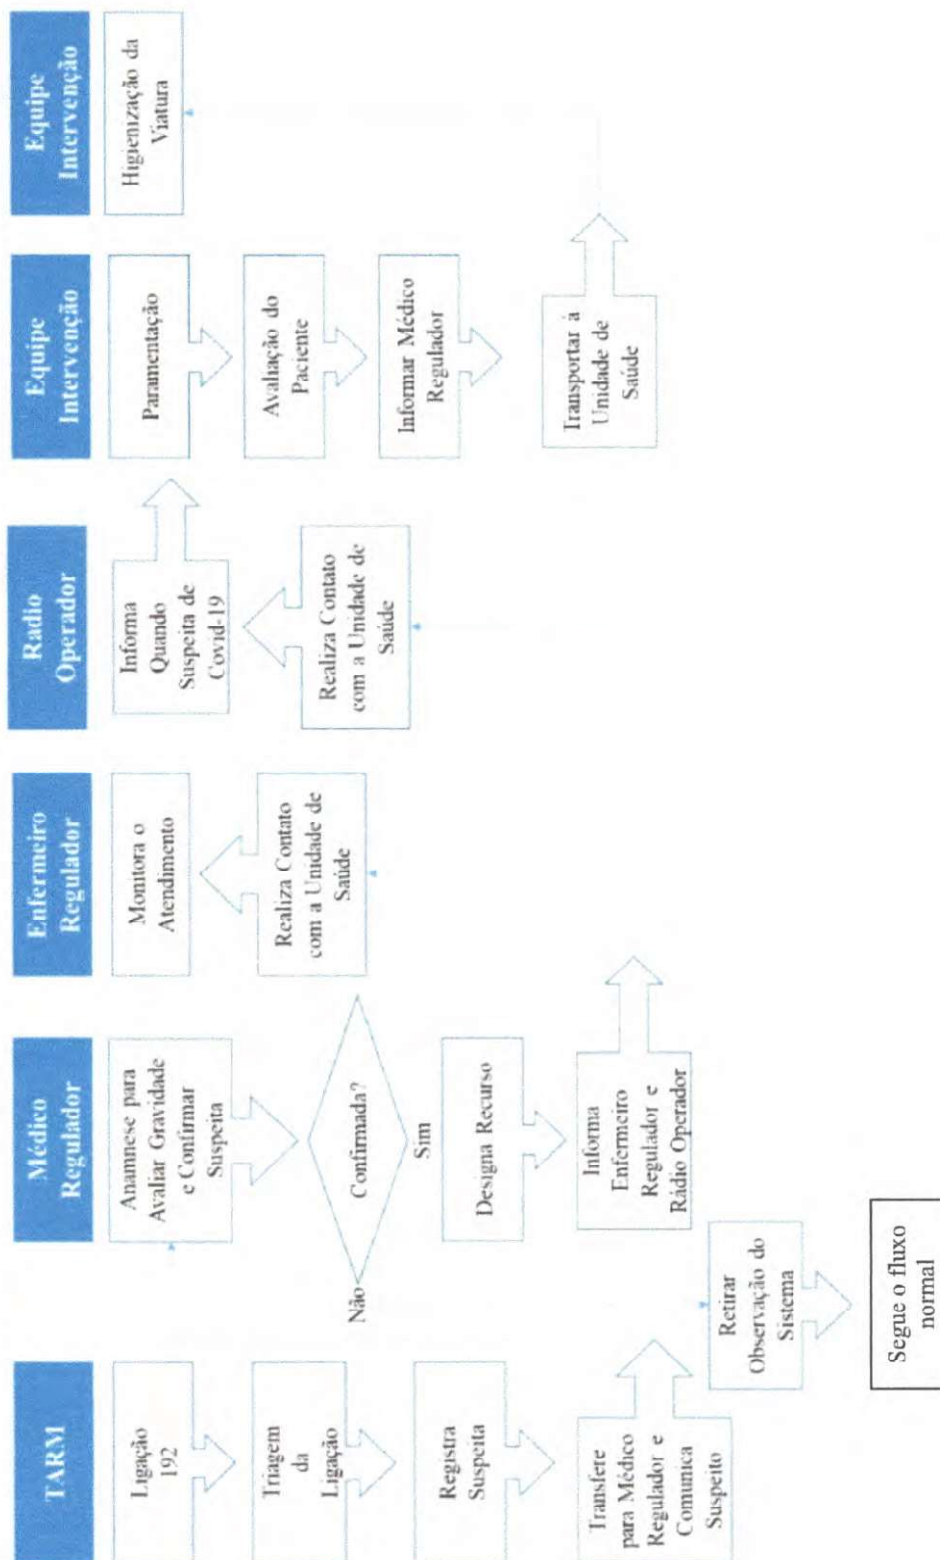 TARM
Ligação
192
Triagem
da
Ligação
Registra
Suspeita
Transfere
para Médico
Regulador e
Comunica
Suspeito
Médico
Regulador
Anamnese para
Avaliar Gravidade
e Confirmar
Suspeita
Confirmada?
Não
Sim
Designa Recurso
Informa
Enfermeiro
Regulador e
Rádio Operador
Retirar
Observação do
Sistema
Segue o fluxo
normal
Enfermeiro
Regulador
Monitora o
Atendimento
Realiza Contato
com a Unidade de
Saúde
Radio
Operador
Informa
Quando
Suspeita de
Covid-19
Realiza Contato
com a Unidade de
Saúde
Equipe
Intervenção
Paramentação
Avaliação do
Paciente
Informar Médico
Regulador
Transportar à
Unidade de
Saúde
Equipe
Intervenção
Higienização da
Viatura